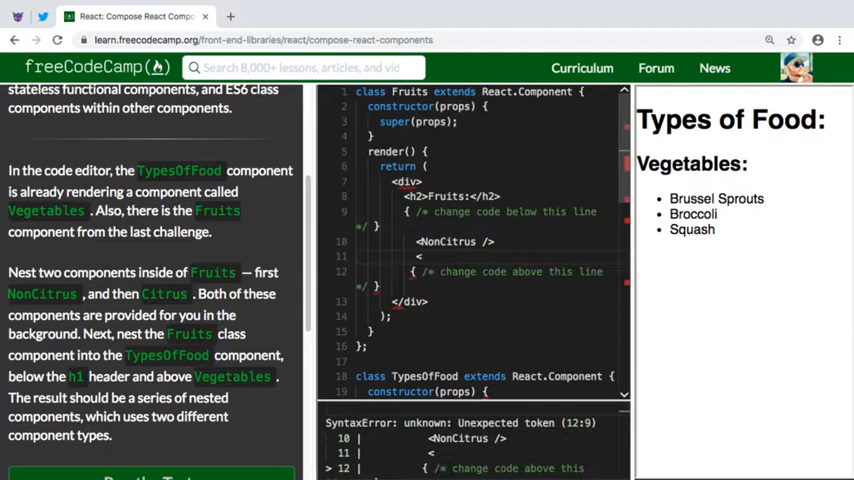 React: Compose React Compo
learn.freecodecamp.org/front-end-libraries/react/compose-react-components
freeCodeCamp
Search 8,000+ lessons, articles, and vid
Curriculum
Forum
News
stateless functional components, and ES6 class
components within other components.
In the code editor, the TypesOfFood component
is already rendering a component called
Vegetables . Also, there is the Fruits
component from the last challenge.
Nest two components inside of Fruits — first
NonCitrus , and then Citrus . Both of these
components are provided for you in the
background. Next, nest the Fruits class
component into the TypesOfFood component,
below the h1 header and above Vegetables .
The result should be a series of nested
components, which uses two different
component types.
1 class Fruits extends React.Component {
2 constructor(props) {
3 super(props);
4 }
5 render() {
6 return (
7 <div>
8 <h2>Fruits:</h2>
9 { /* change code below this line
*/ }
10 <NonCitrus />
11 <
12 { /* change code above this line
*/ }
13 </div>
14 );
15 }
16 };
17
18 class TypesOfFood extends React.Component {
19 constructor(props) {
SyntaxError: unknown: Unexpected token (12:9)
10 | <NonCitrus />
11 | <
> 12 | { /* change code above this
Types of Food:
Vegetables:
• Brussel Sprouts
• Broccoli
• Squash